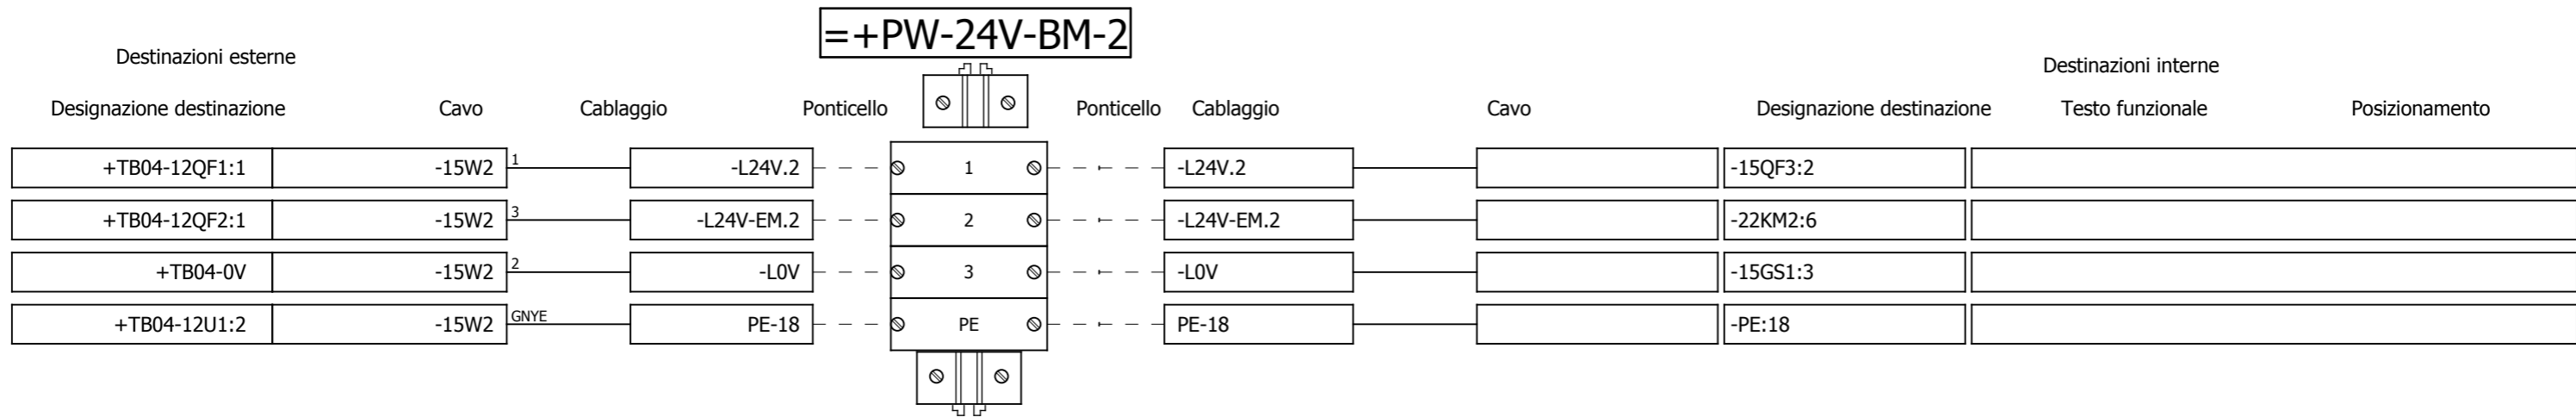 =+PW-24V-BM-2
Destinazioni esterne
Destinazioni interne
Designazione destinazione Cavo Cablaggio Ponticello Ponticello Cablaggio Cavo Designazione destinazione Testo funzionale Posizionamento
+TB04-12QF1:1 -15W2 1 -L24V.2 1 -L24V.2 -15QF3:2
+TB04-12QF2:1 -15W2 3 -L24V-EM.2 2 -L24V-EM.2 -22KM2:6
+TB04-0V -15W2 2 -L0V 3 -L0V -15GS1:3
+TB04-12U1:2 -15W2 GNYE PE-18 PE PE-18 -PE:18